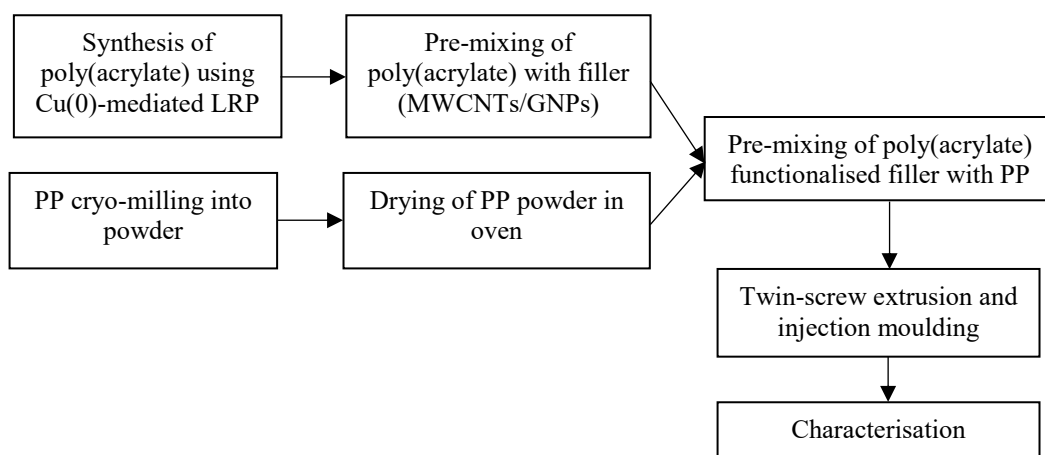 Synthesis of
poly(acrylate) using
Cu(0)-mediated LRP
Pre-mixing of
poly(acrylate) with filler
(MWCNTs/GNPs)
PP cryo-milling into
powder
Drying of PP powder in
oven
Pre-mixing of poly(acrylate)
functionalised filler with PP
Twin-screw extrusion and
injection moulding
Characterisation